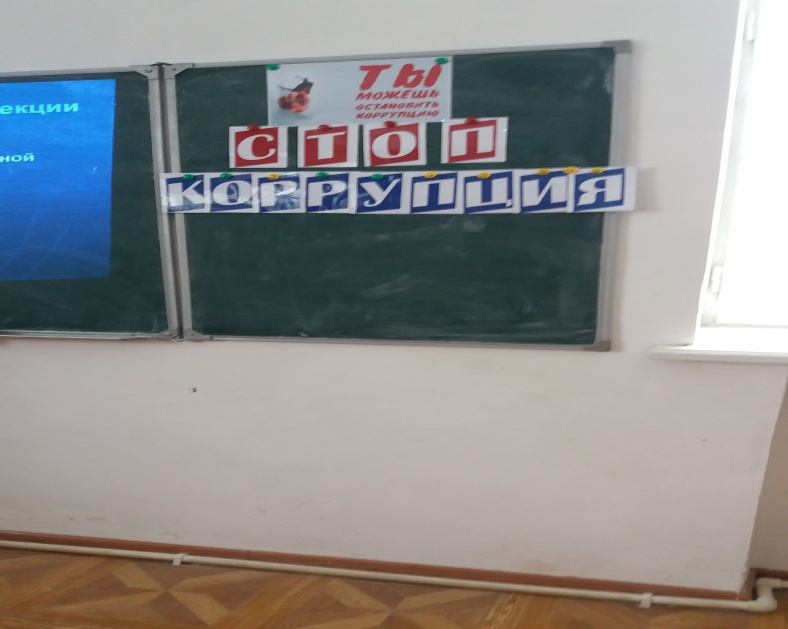 екции
ной
ТЫ
МОЖЕШЬ
ОСТАНОВИТЬ
КОРРУПЦИЮ
СТОП
КОРРУПЦИЯ